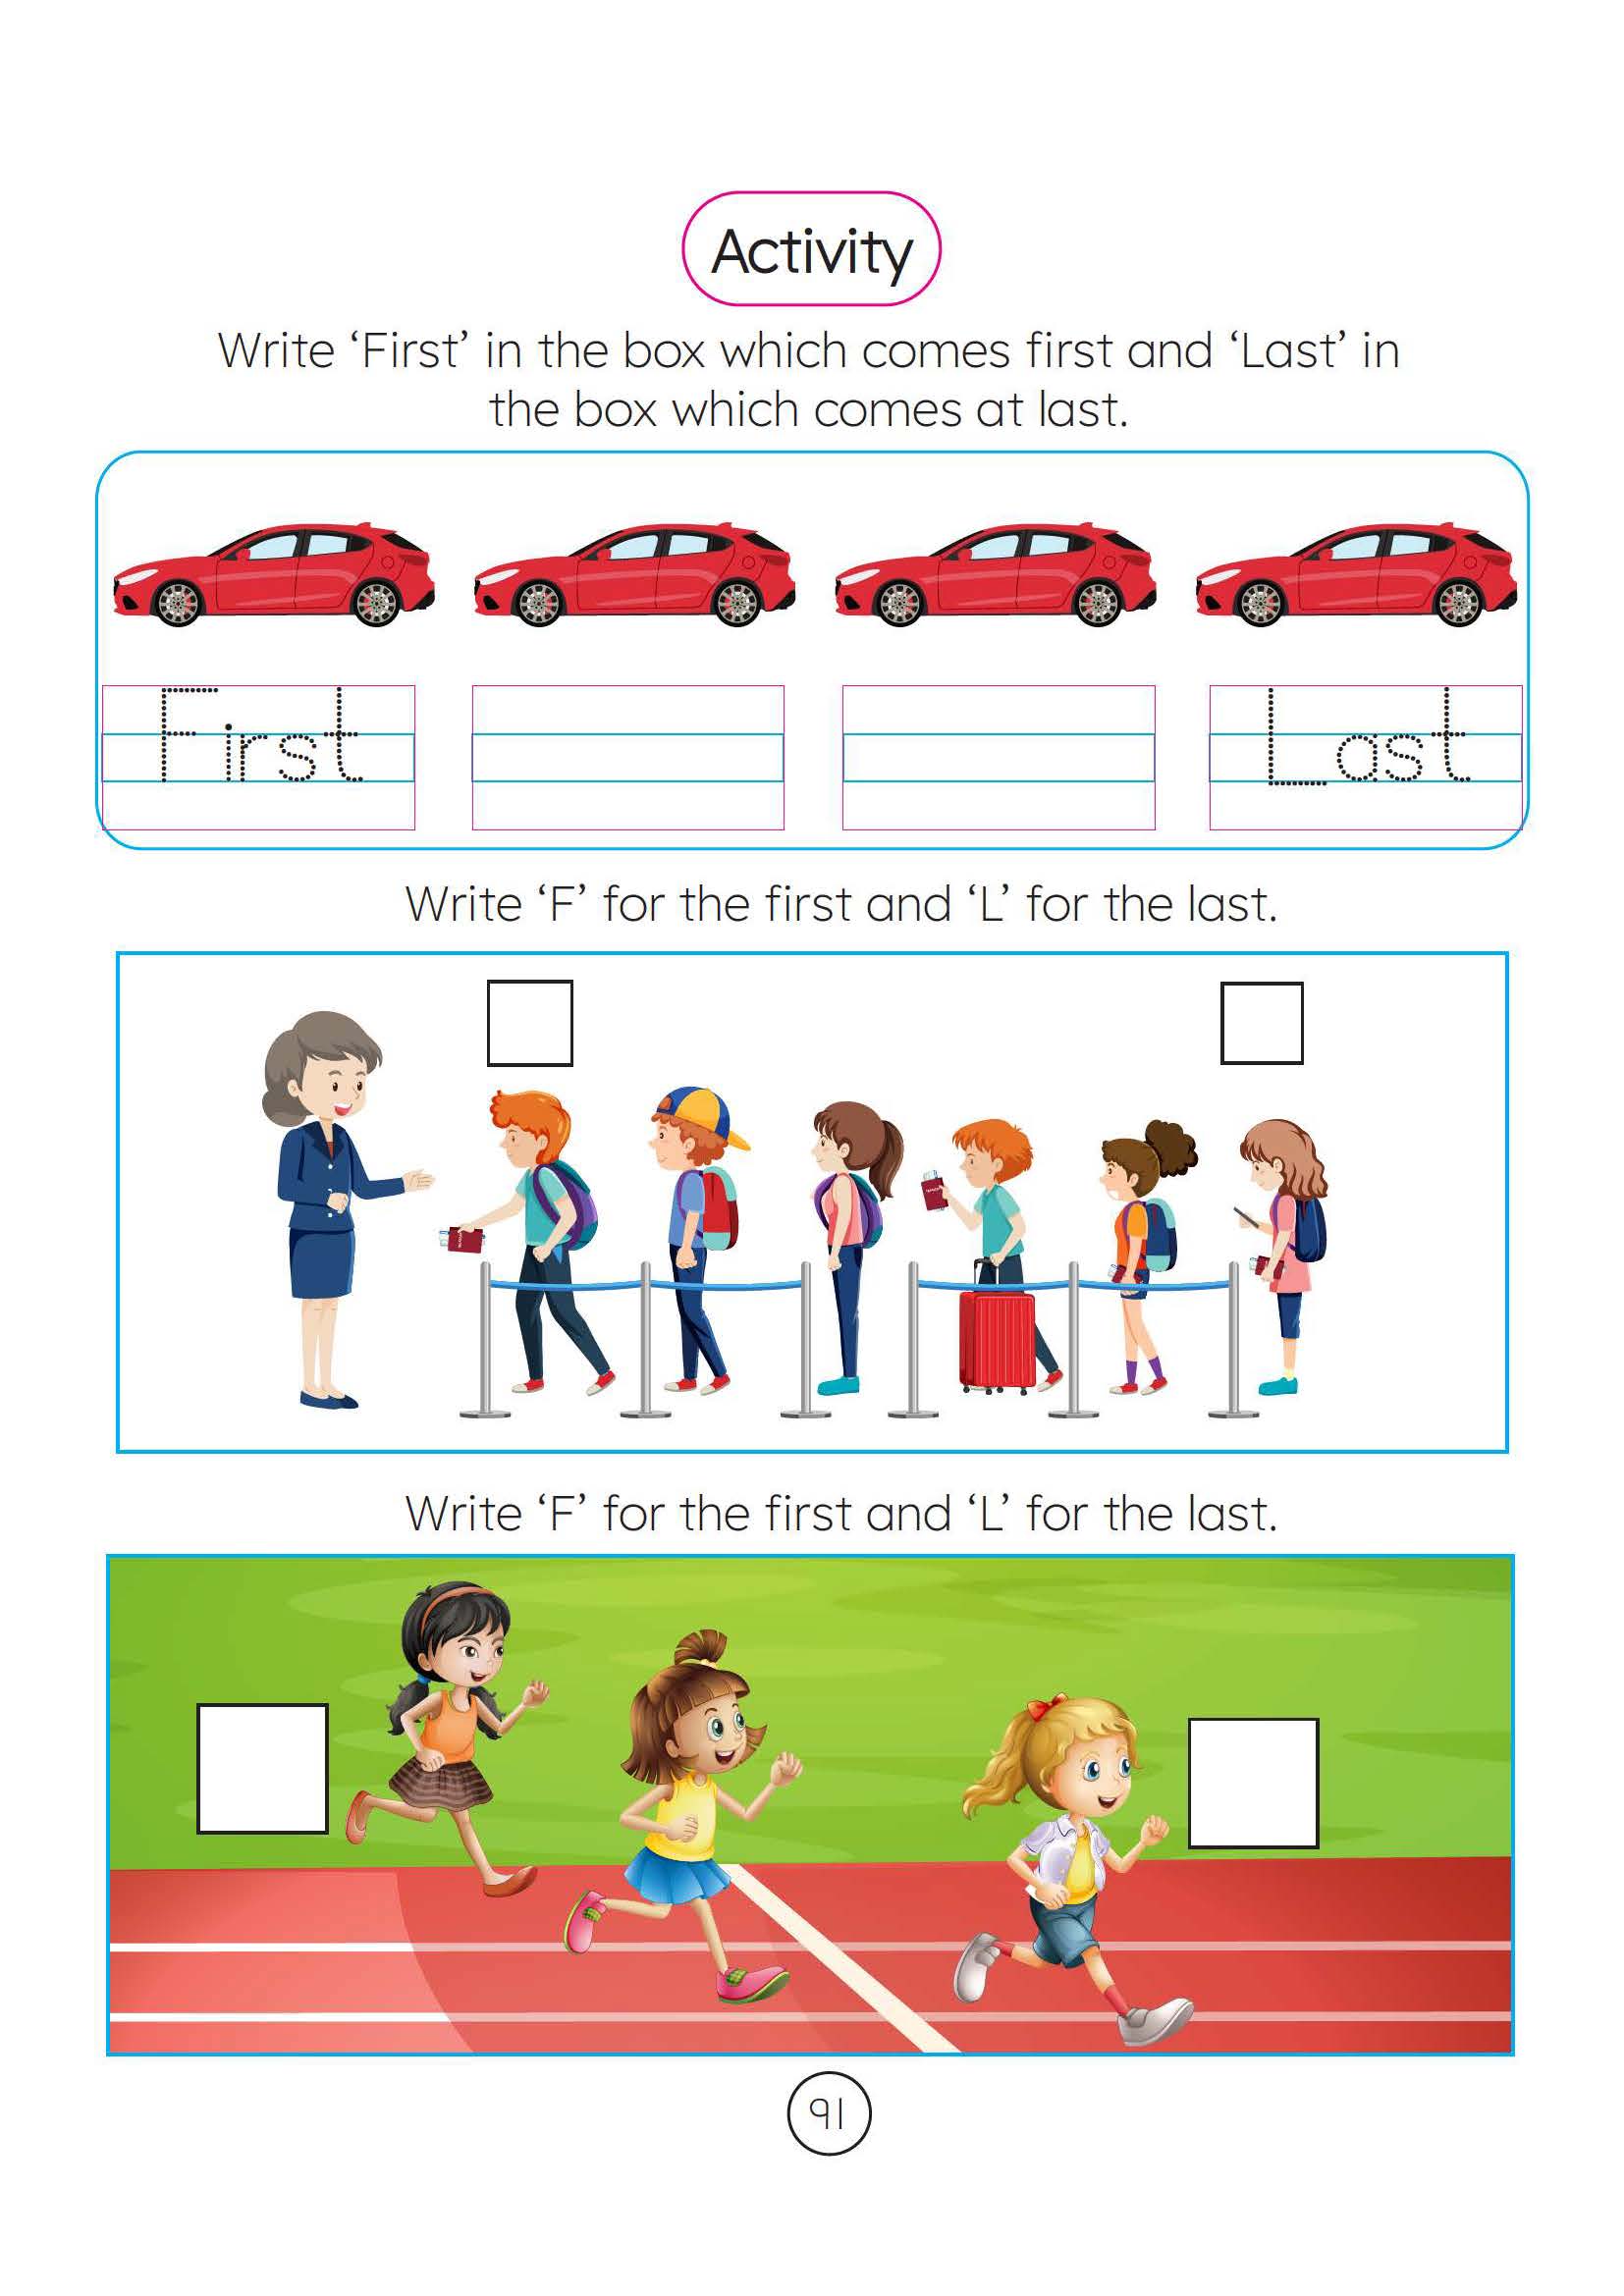 Activity
Write ‘First’ in the box which comes first and ‘Last’ in
the box which comes at last.
First
Last
Write ‘F’ for the first and ‘L’ for the last.
Write ‘F’ for the first and ‘L’ for the last.
91